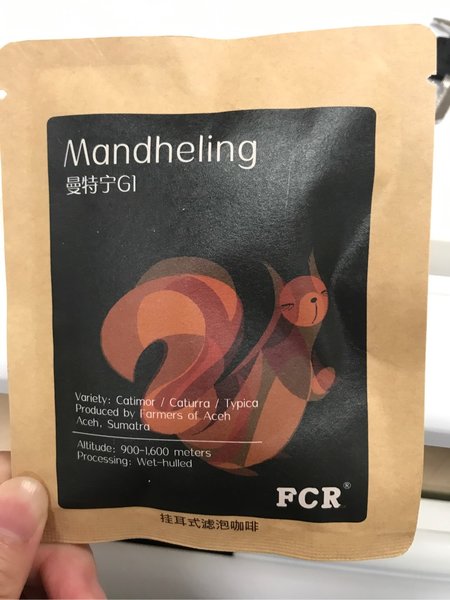 Mandheling
曼特宁G1
Variety: Catimor / Caturra / Typica
Produced by Farmers of Aceh
Aceh, Sumatra
Altitude: 900-1,600 meters
Processing: Wet-hulled
FCR®
挂耳式滤泡咖啡